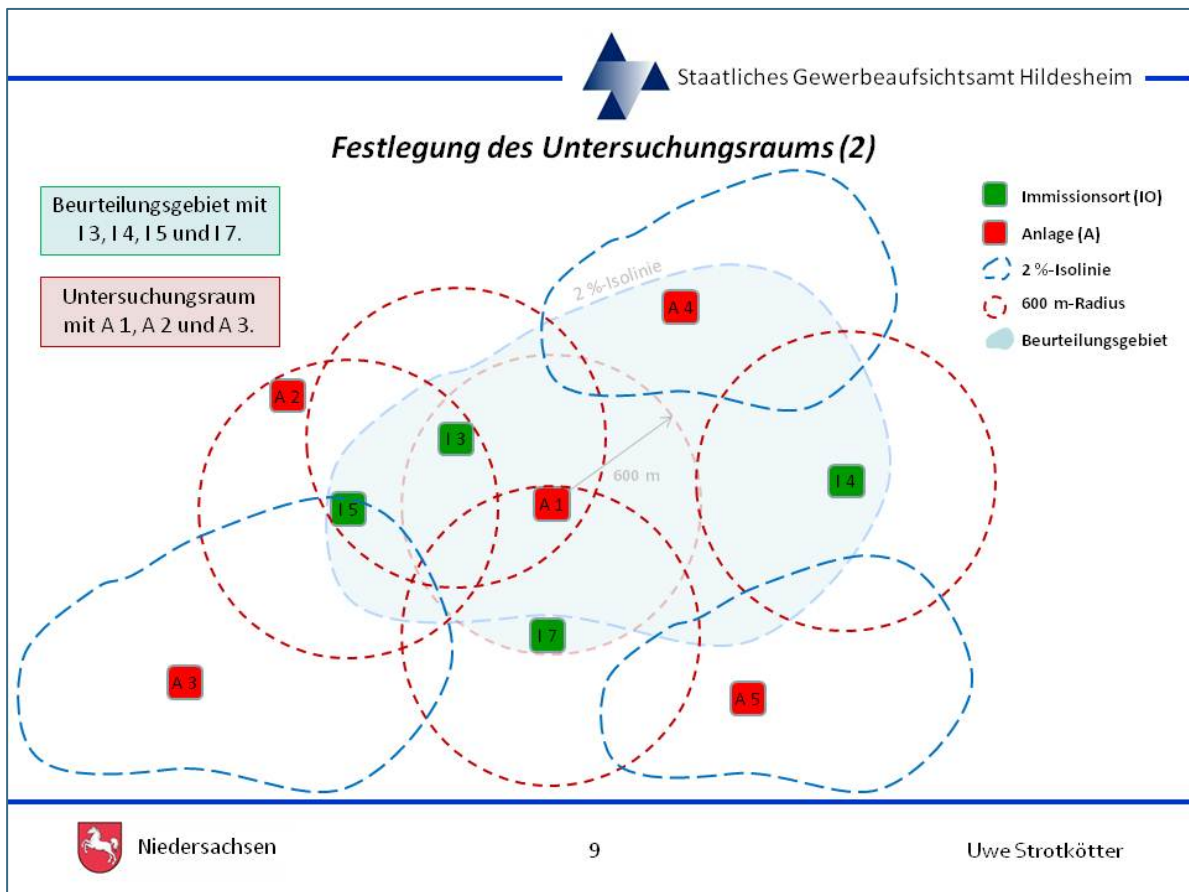 Staatliches Gewerbeaufsichtsamt Hildesheim
Festlegung des Untersuchungsraums (2)
Beurteilungsgebiet mit
I 3, I 4, I 5 und I 7.
Untersuchungsraum
mit A 1, A 2 und A 3.
Immissionsort (IO)
Anlage (A)
2 %-Isolinie
600 m-Radius
Beurteilungsgebiet
2 %-Isolinie
A 4
A 2
I 3
600 m
I 4
I 5
A 1
I 7
A 3
A 5
Niedersachsen
9
Uwe Strotkötter